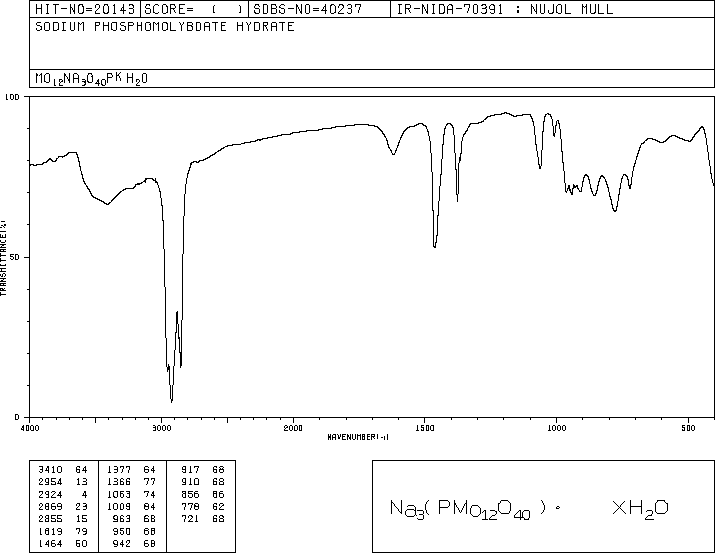 HIT-NO=20143 SCORE= ( ) SDBS-NO=40237 IR-NIDA-70391 : NUJOL MULL
SODIUM PHOSPHOMOLYBDATE HYDRATE
MO12NA3O40PK H2O
100
50
0
TRANSMITTANCE(%)
4000 3000 2000 1500 1000 500
WAVENUMBER(-1)
3410 64 1377 64 917 68
2954 13 1366 77 910 68
2924 4 1063 74 856 66
2869 23 1009 84 778 62
2855 15 963 68 721 68
1619 79 950 68
1464 50 942 68
Na3(PMo12O40)· XH2O